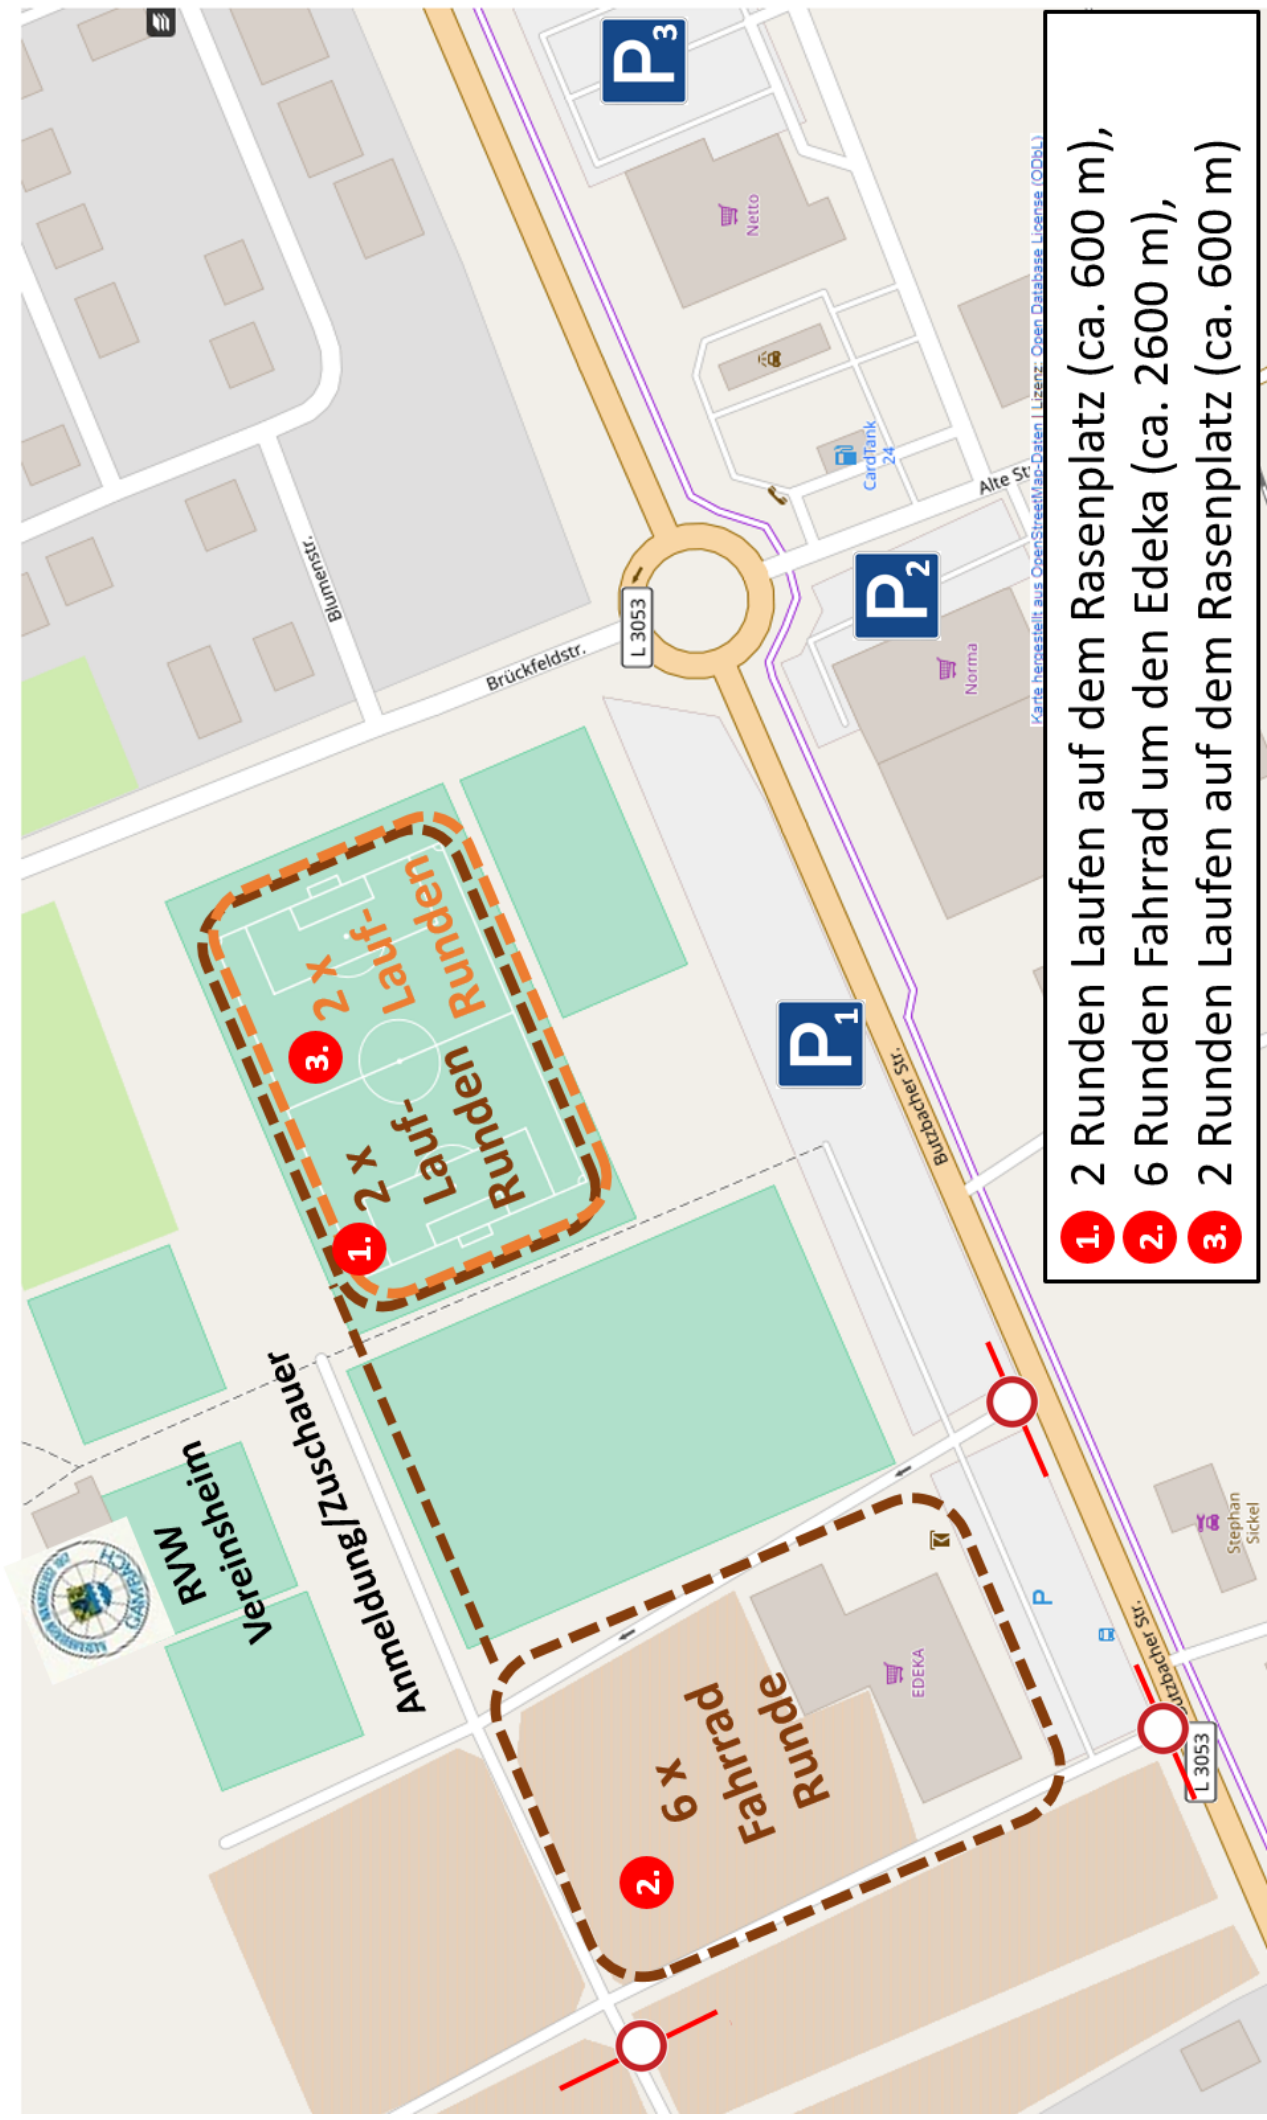 RVW
Vereinsheim
GAMBACH
Anmeldung/Zuschauer
1.
2 x
Lauf-
Runden
3.
2 x
Lauf-
Runden
2.
6 x
Fahrrad
Runde
EDEKA
P
L 3053
Butzbacher Str.
Butzbacher Str.
Stephan
Sickel
P1
P2
P3
Norma
Netto
CardTank
24
Alte St
L 3053
Brückfeldstr.
Blumenstr.
Karte hergestellt aus OpenStreetMap-Daten | Lizenz: Open Database License (ODbL)
1. 2 Runden Laufen auf dem Rasenplatz (ca. 600 m),
2. 6 Runden Fahrrad um den Edeka (ca. 2600 m),
3. 2 Runden Laufen auf dem Rasenplatz (ca. 600 m)